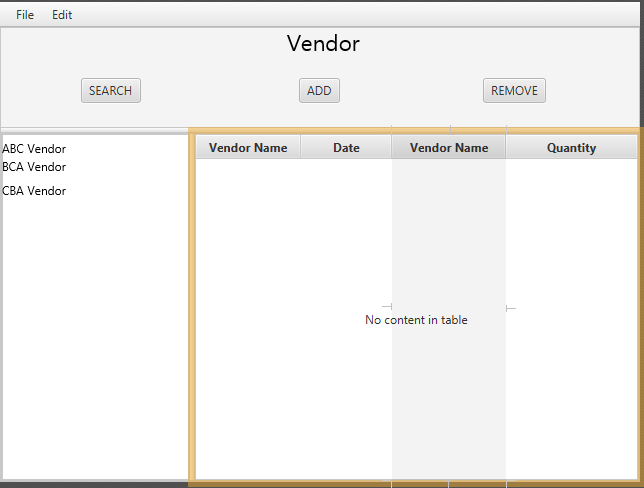 File Edit
Vendor
SEARCH ADD REMOVE
ABC Vendor
BCA Vendor
CBA Vendor
Vendor Name Date Vendor Name Quantity
No content in table